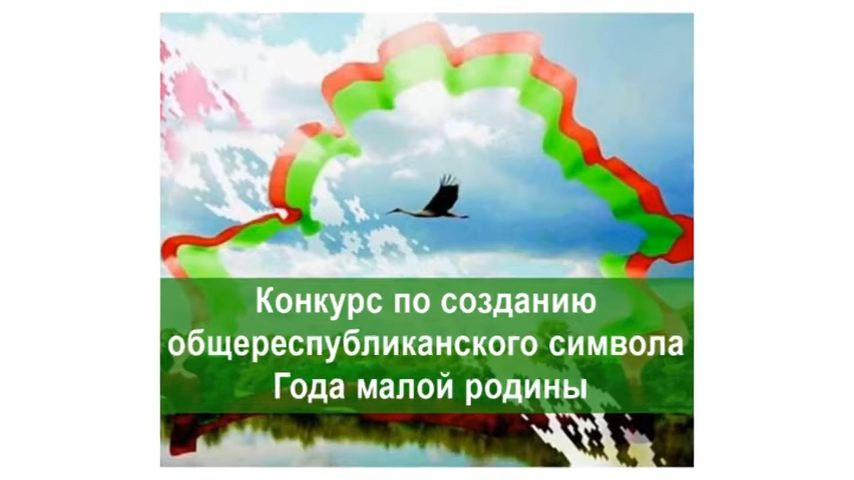 Конкурс по созданию
общереспубликанского символа
Года малой родины